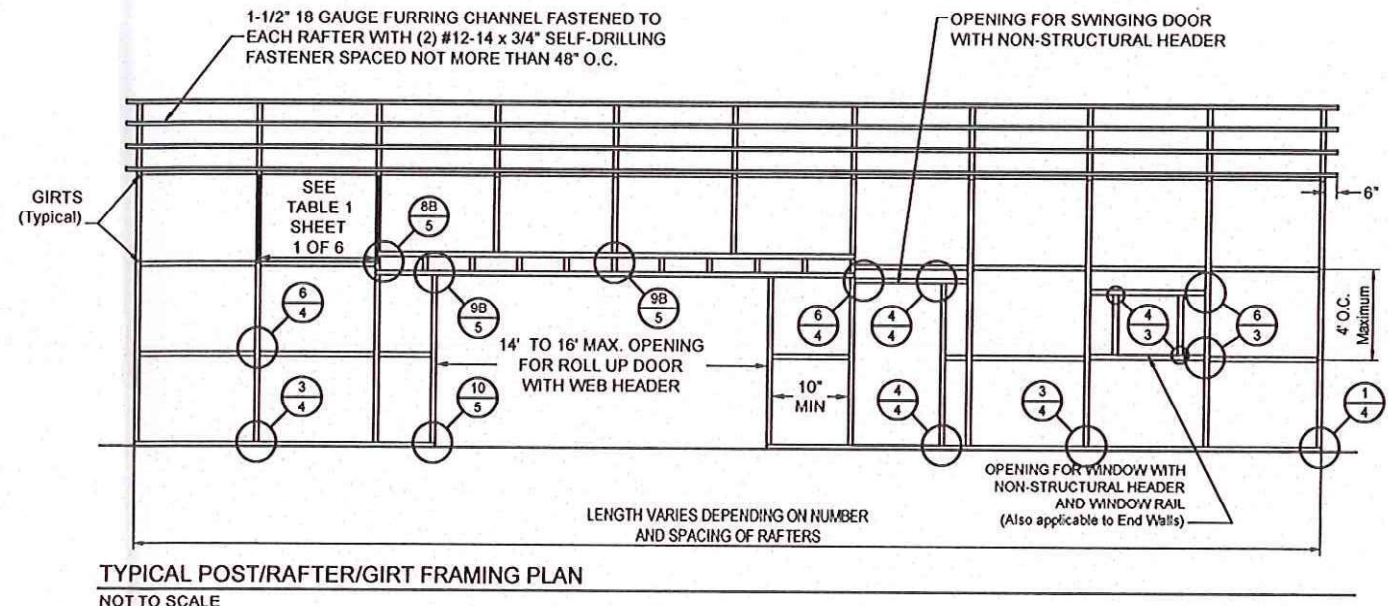 1-1/2" 18 GAUGE FURRING CHANNEL FASTENED TO
EACH RAFTER WITH (2) #12-14 x 3/4" SELF-DRILLING
FASTENER SPACED NOT MORE THAN 48" O.C.
OPENING FOR SWINGING DOOR
WITH NON-STRUCTURAL HEADER
GIRTS
(Typical)
SEE
TABLE 1
SHEET
1 OF 6
8B
5
6"
6
4
9B
5
9B
5
6
4
4
4
4
3
6
3
4' O.C.
Maximum
14' TO 16' MAX. OPENING
FOR ROLL UP DOOR
WITH WEB HEADER
10"
MIN
3
4
10
5
4
4
3
4
1
4
OPENING FOR WINDOW WITH
NON-STRUCTURAL HEADER
AND WINDOW RAIL
(Also applicable to End Walls)
LENGTH VARIES DEPENDING ON NUMBER
AND SPACING OF RAFTERS
TYPICAL POST/RAFTER/GIRT FRAMING PLAN
NOT TO SCALE